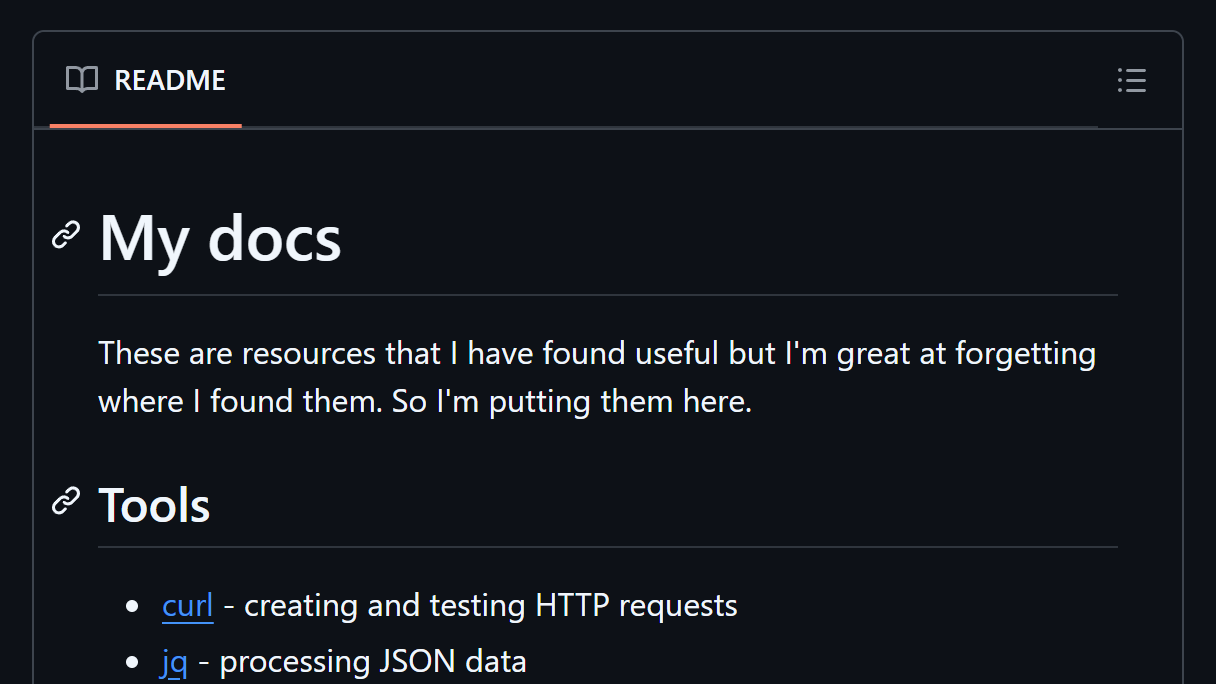 README
My docs
These are resources that I have found useful but I'm great at forgetting
where I found them. So I'm putting them here.
Tools
curl - creating and testing HTTP requests
jq - processing JSON data